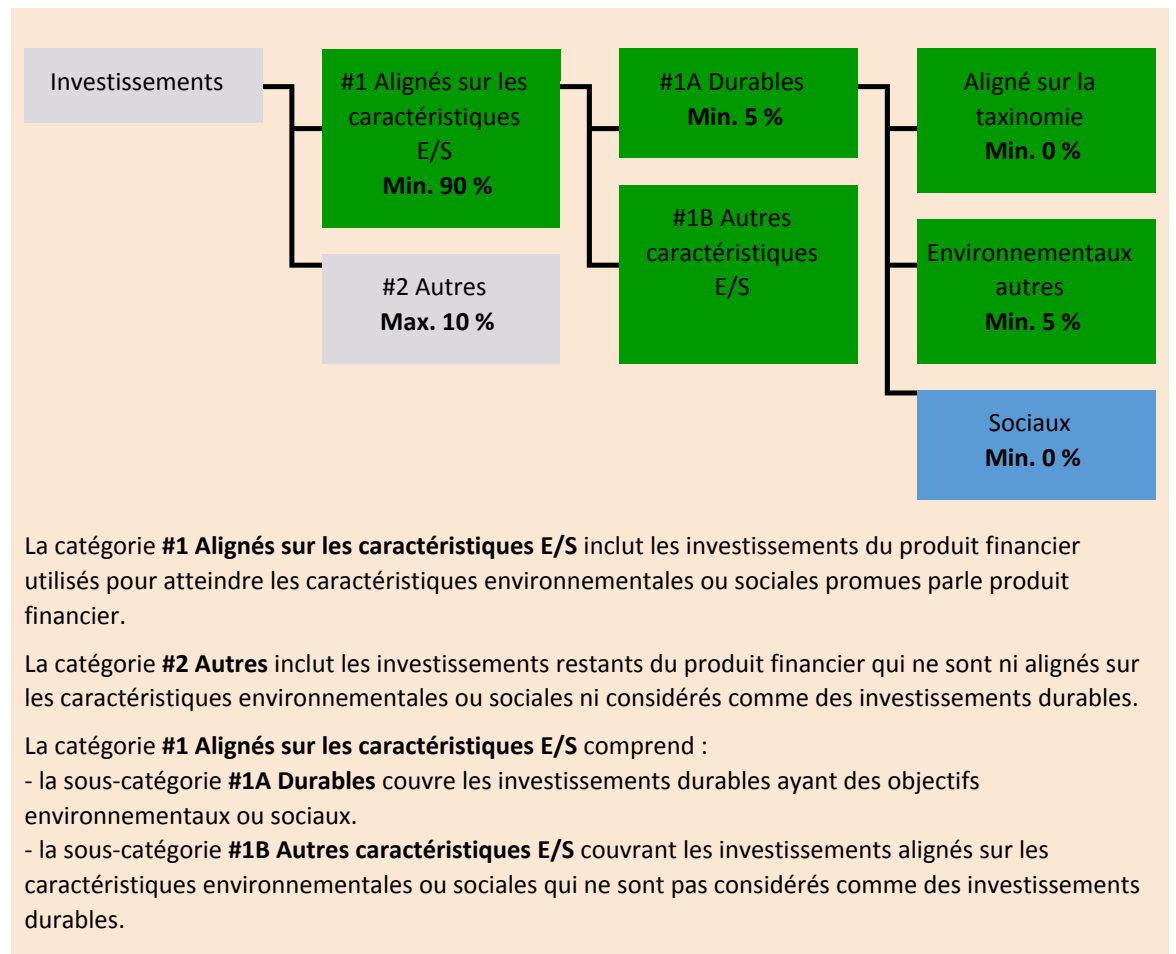 Investissements
#1 Alignés sur les
caractéristiques
E/S
Min. 90 %
#2 Autres
Max. 10 %
#1A Durables
Min. 5 %
#1B Autres
caractéristiques
E/S
Aligné sur la
taxinomie
Min. 0 %
Environnementaux
autres
Min. 5 %
Sociaux
Min. 0 %
La catégorie #1 Alignés sur les caractéristiques E/S inclut les investissements du produit financier
utilisés pour atteindre les caractéristiques environnementales ou sociales promues parle produit
financier.
La catégorie #2 Autres inclut les investissements restants du produit financier qui ne sont ni alignés sur
les caractéristiques environnementales ou sociales ni considérés comme des investissements durables.
La catégorie #1 Alignés sur les caractéristiques E/S comprend :
- la sous-catégorie #1A Durables couvre les investissements durables ayant des objectifs
environnementaux ou sociaux.
- la sous-catégorie #1B Autres caractéristiques E/S couvrant les investissements alignés sur les
caractéristiques environnementales ou sociales qui ne sont pas considérés comme des investissements
durables.